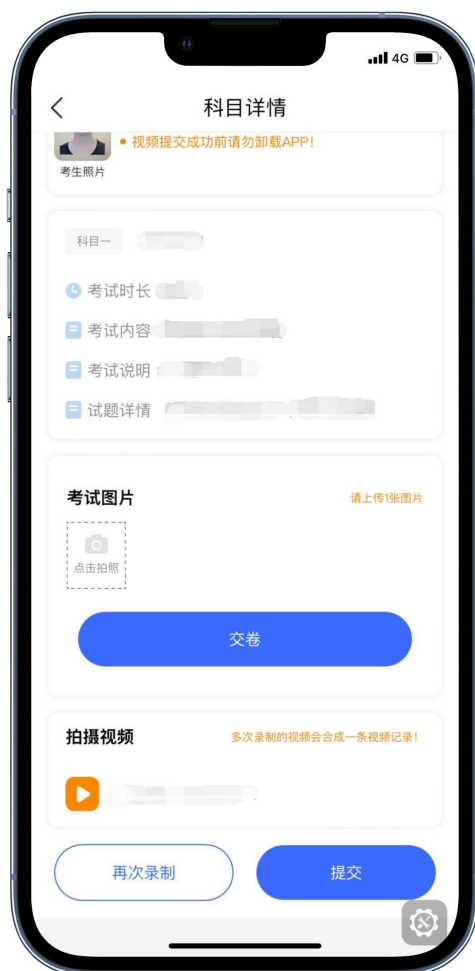 4G
科目详情
• 视频提交成功前请勿卸载APP！
考生照片
科目一
考试时长
考试内容
考试说明：
试题详情
考试图片
请上传1张图片
点击拍照
交卷
拍摄视频
多次录制的视频会合成一条视频记录！
再次录制
提交